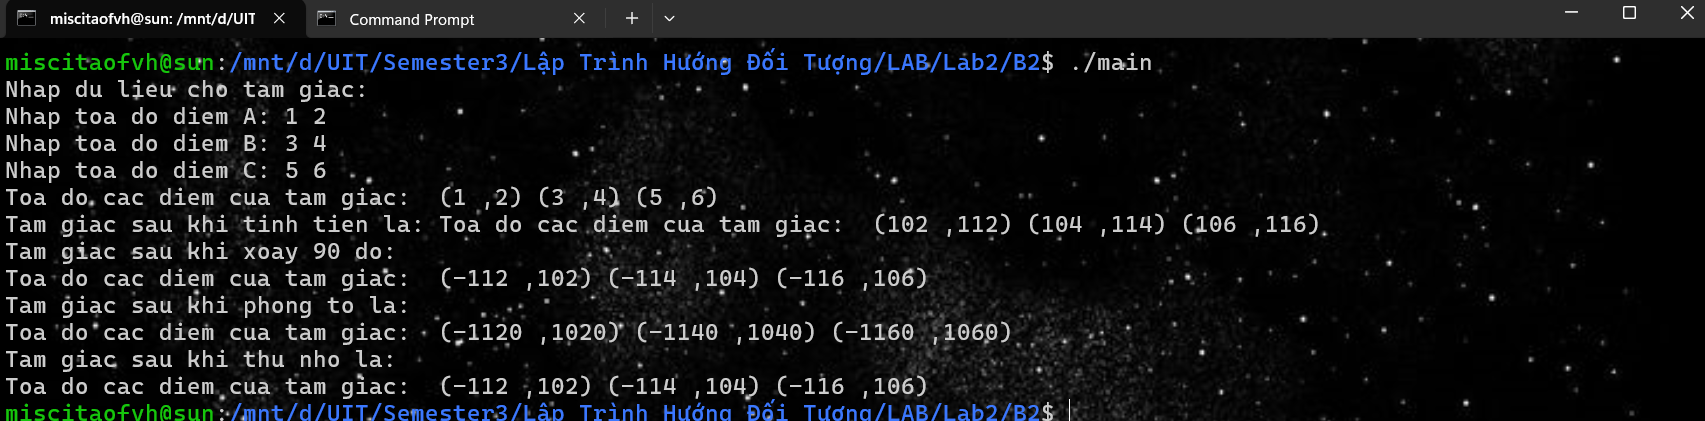 miscitaofvh@sun: /mnt/d/UIT
Command Prompt
miscitaofvh@sun:/mnt/d/UIT/Semester3/Lập Trình Hướng Đối Tượng/LAB/Lab2/B2$ ./main
Nhap du lieu cho tam giac:
Nhap toa do diem A: 1 2
Nhap toa do diem B: 3 4
Nhap toa do diem C: 5 6
Toa do cac diem cua tam giac:  (1 ,2) (3 ,4) (5 ,6)
Tam giac sau khi tinh tien la: Toa do cac diem cua tam giac:  (102 ,112) (104 ,114) (106 ,116)
Tam giac sau khi xoay 90 do:
Toa do cac diem cua tam giac:  (-112 ,102) (-114 ,104) (-116 ,106)
Tam giac sau khi phong to la:
Toa do cac diem cua tam giac:  (-1120 ,1020) (-1140 ,1040) (-1160 ,1060)
Tam giac sau khi thu nho la:
Toa do cac diem cua tam giac:  (-112 ,102) (-114 ,104) (-116 ,106)
miscitaofvh@sun:/mnt/d/UIT/Semester3/Lập Trình Hướng Đối Tượng/LAB/Lab2/B2$